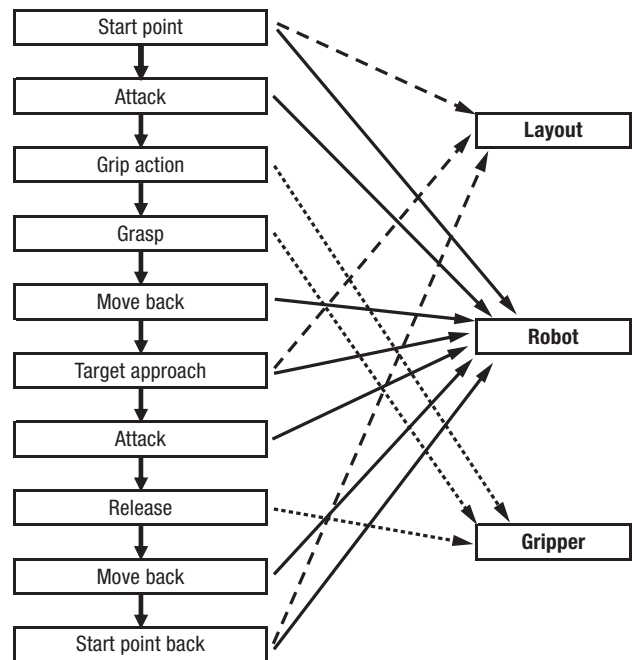 Start point
Attack
Layout
Grip action
Grasp
Move back
Robot
Target approach
Attack
Release
Gripper
Move back
Start point back